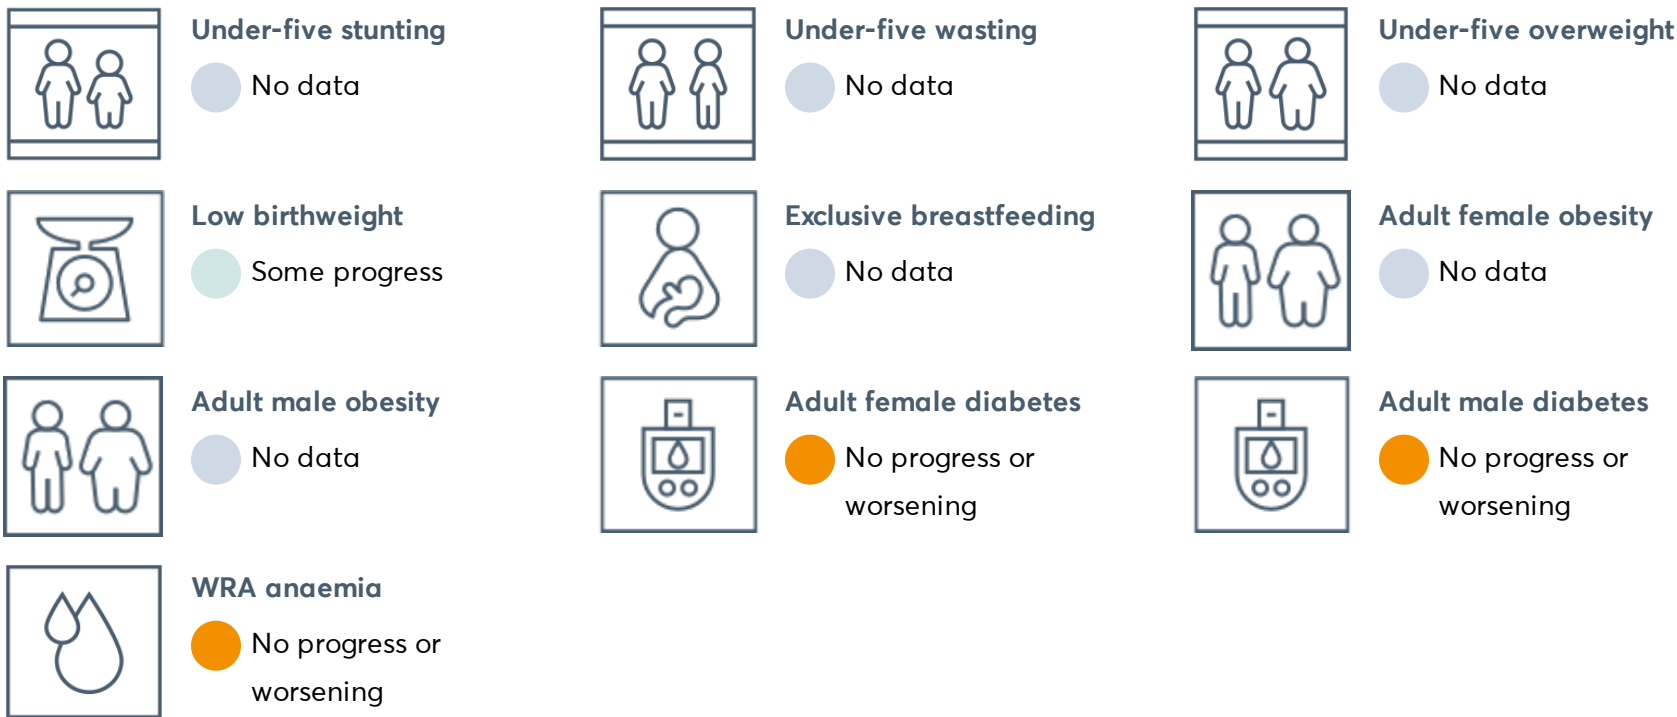 Under-five stunting
No data
Under-five wasting
No data
Under-five overweight
No data
Low birthweight
Some progress
Exclusive breastfeeding
No data
Adult female obesity
No data
Adult male obesity
No data
Adult female diabetes
No progress or
worsening
Adult male diabetes
No progress or
worsening
WRA anaemia
No progress or
worsening